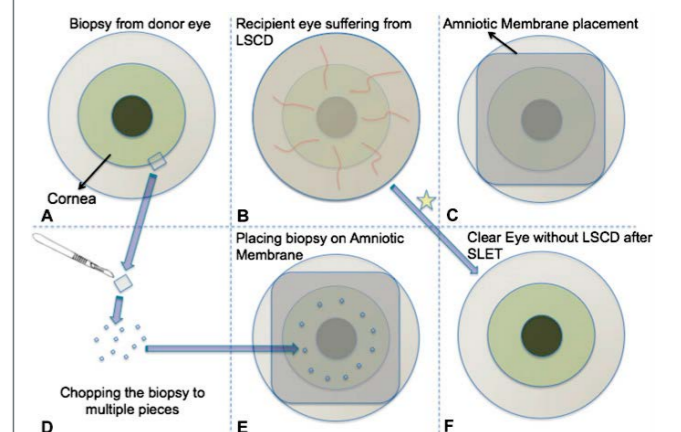 Biopsy from donor eye
Recipient eye suffering from
LSCD
Amniotic Membrane placement
Cornea
A
B
C
Placing biopsy on Amniotic
Membrane
Clear Eye without LSCD after
SLET
Chopping the biopsy to
multiple pieces
D
E
F